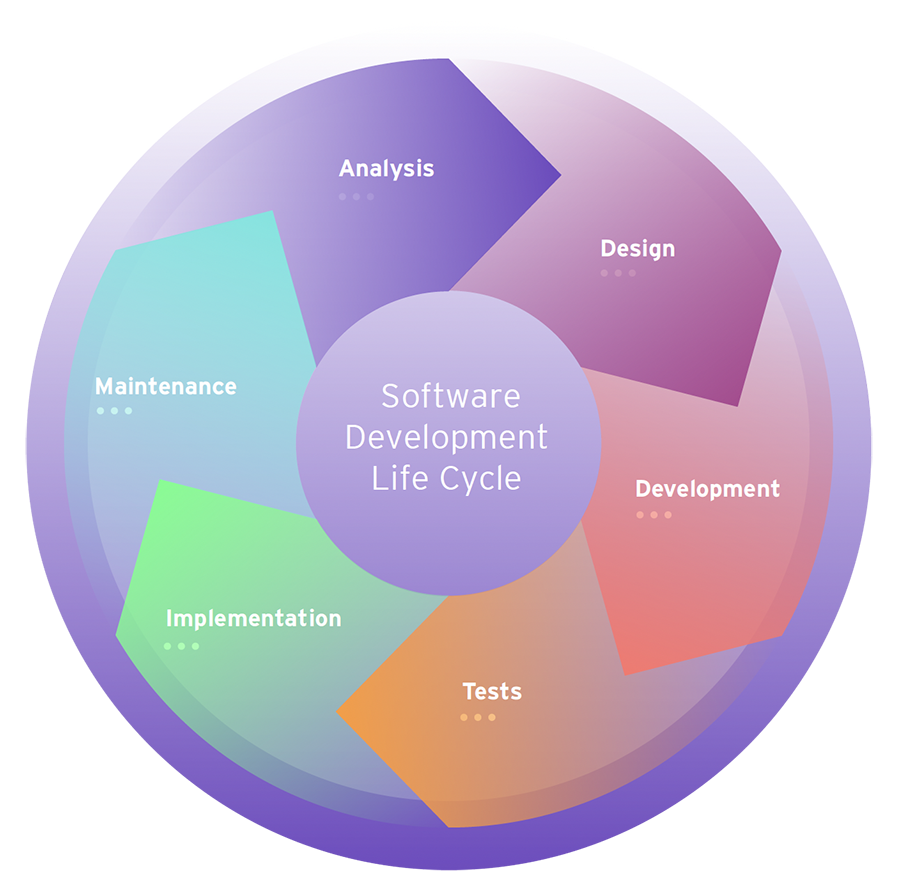 Analysis
Design
Maintenance
Software
Development
Life Cycle
Development
Implementation
Tests